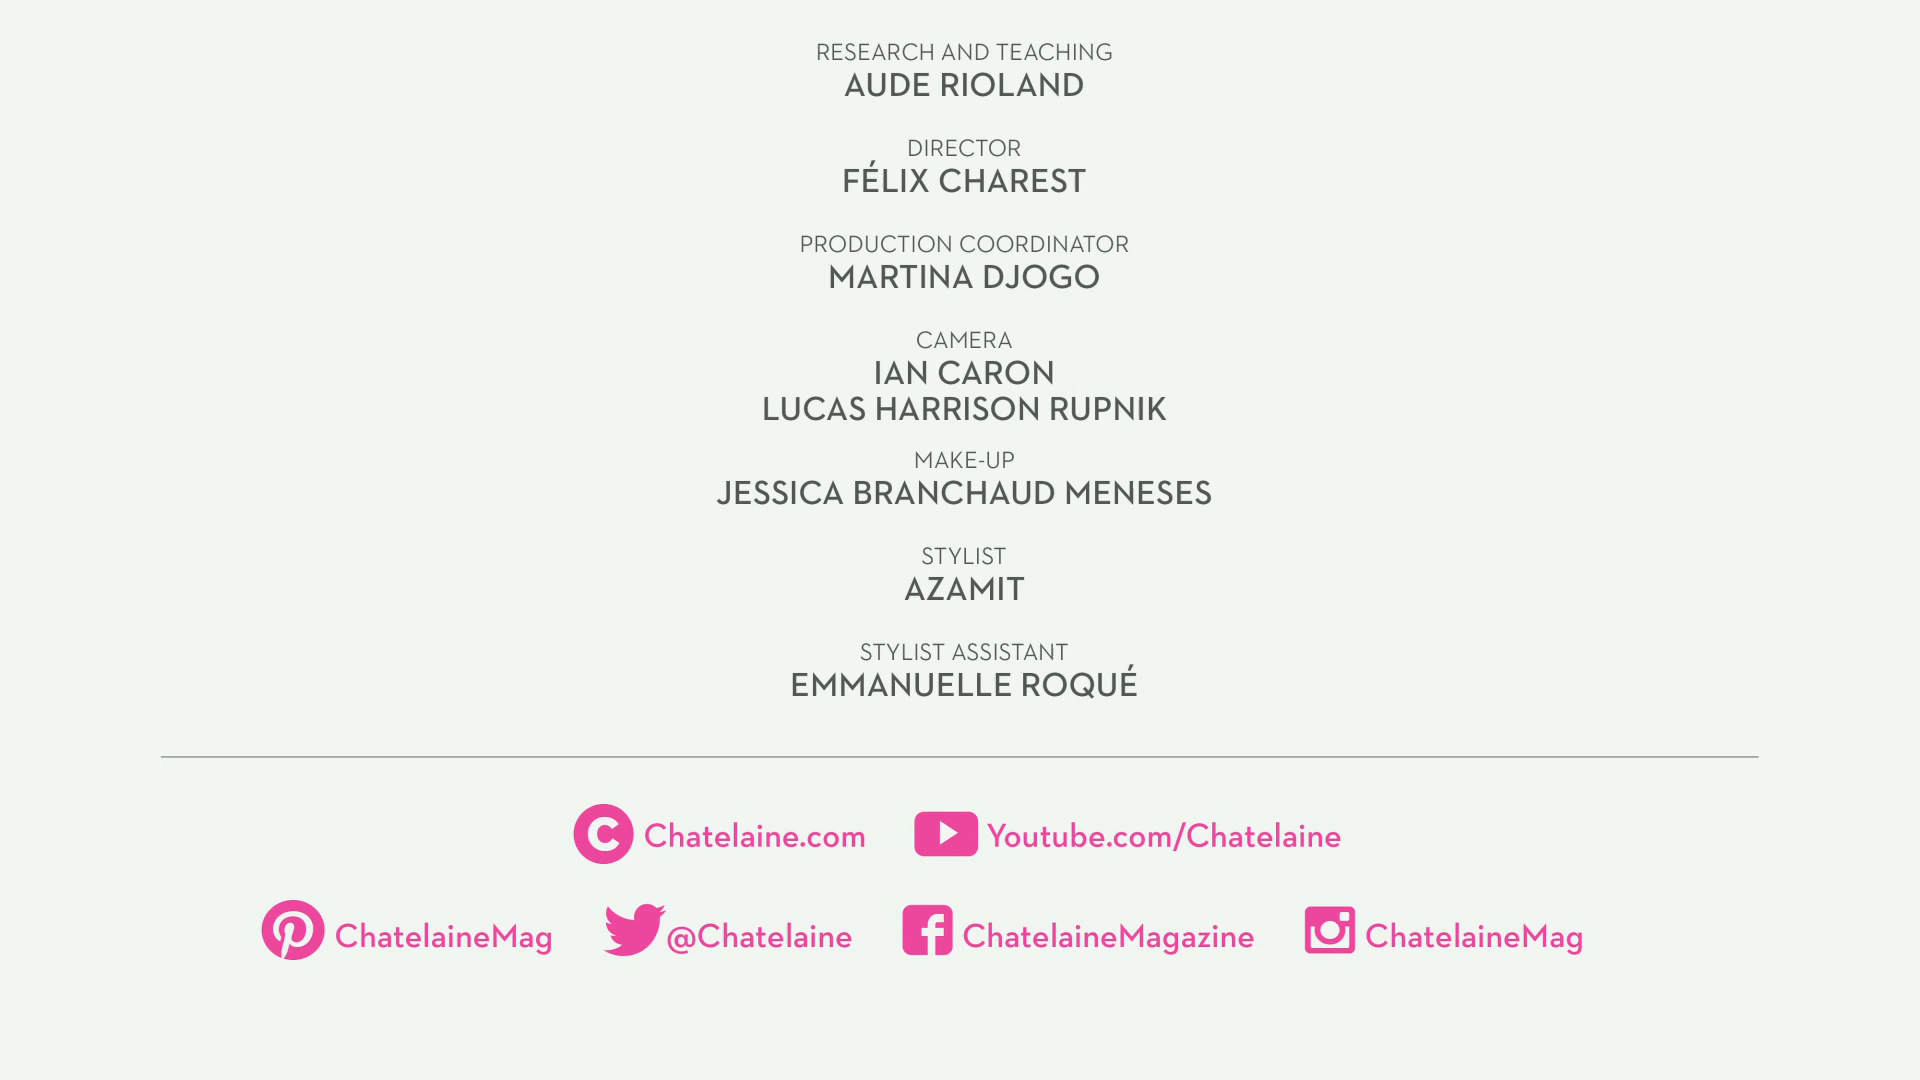 RESEARCH AND TEACHING
AUDE RIOLAND
DIRECTOR
FÉLIX CHAREST
PRODUCTION COORDINATOR
MARTINA DJOGO
CAMERA
IAN CARON
LUCAS HARRISON RUPNIK
MAKE-UP
JESSICA BRANCHAUD MENESES
STYLIST
AZAMIT
STYLIST ASSISTANT
EMMANUELLE ROQUÉ
Chatelaine.com Youtube.com/Chatelaine
ChatelaineMag @Chatelaine ChatelaineMagazine ChatelaineMag